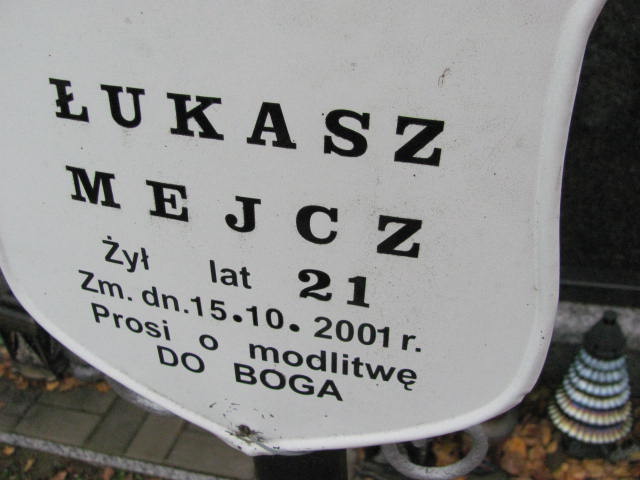 ŁUKASZ
MEJCZ
Żył lat 21
Zm. dn. 15.10.2001 r.
Prosi o modlitwę
DO BOGA